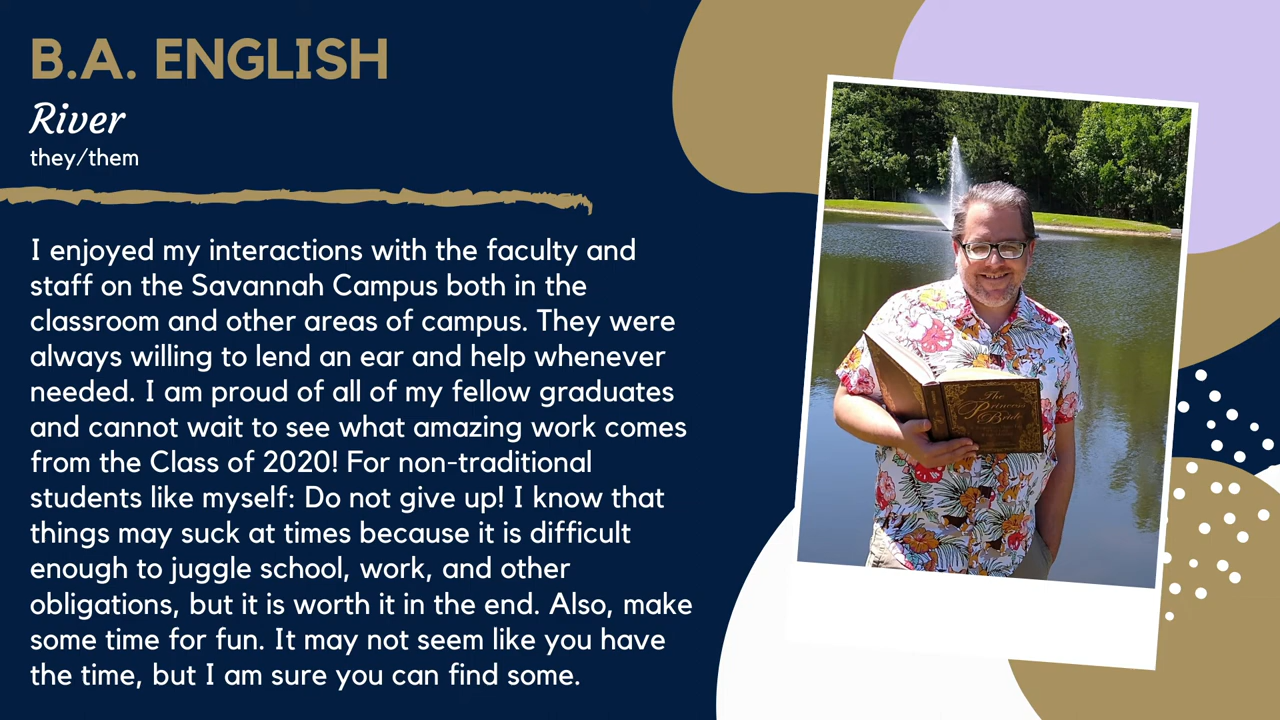 B.A. ENGLISH
River
they/them
I enjoyed my interactions with the faculty and
staff on the Savannah Campus both in the
classroom and other areas of campus. They were
always willing to lend an ear and help whenever
needed. I am proud of all of my fellow graduates
and cannot wait to see what amazing work comes
from the Class of 2020! For non-traditional
students like myself: Do not give up! I know that
things may suck at times because it is difficult
enough to juggle school, work, and other
obligations, but it is worth it in the end. Also, make
some time for fun. It may not seem like you have
the time, but I am sure you can find some.
The
Princess
Bride